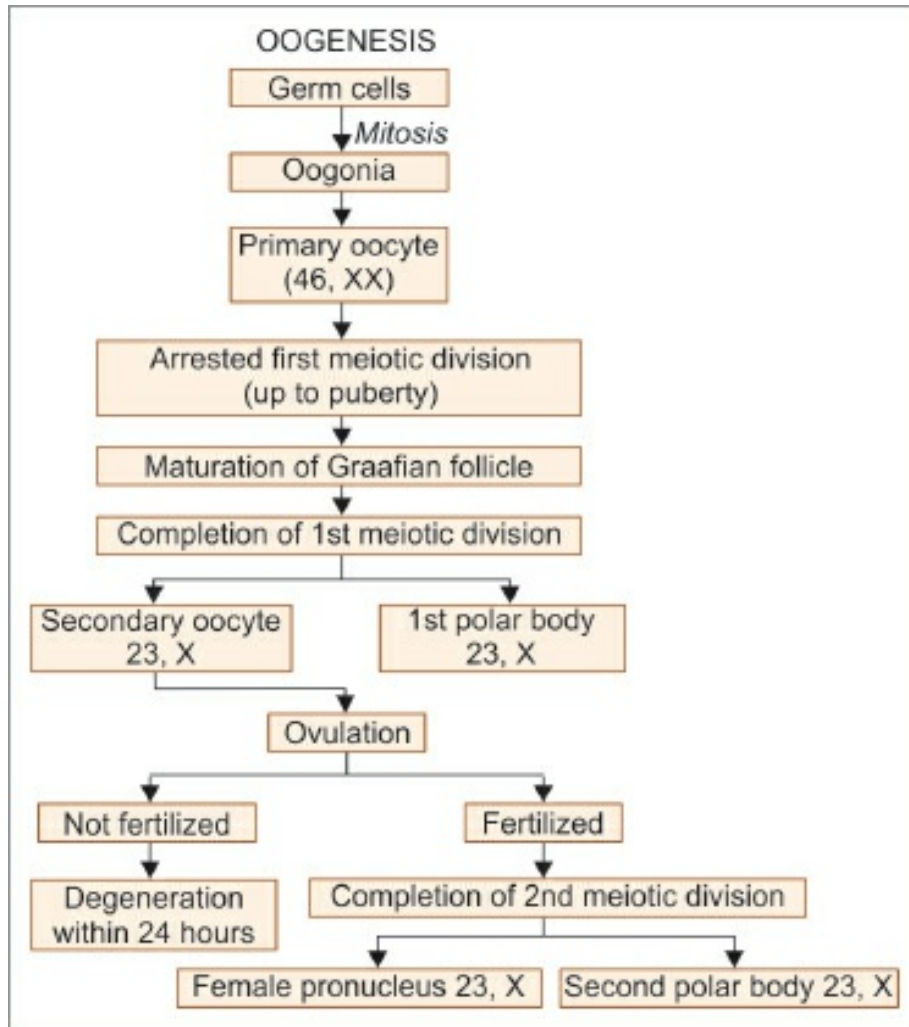 OOGENESIS
Germ cells
Mitosis
Oogonia
Primary oocyte
(46, XX)
Arrested first meiotic division
(up to puberty)
Maturation of Graafian follicle
Completion of 1st meiotic division
Secondary oocyte
23, X
1st polar body
23, X
Ovulation
Not fertilized
Fertilized
Degeneration
within 24 hours
Completion of 2nd meiotic division
Female pronucleus 23, X
Second polar body 23, X